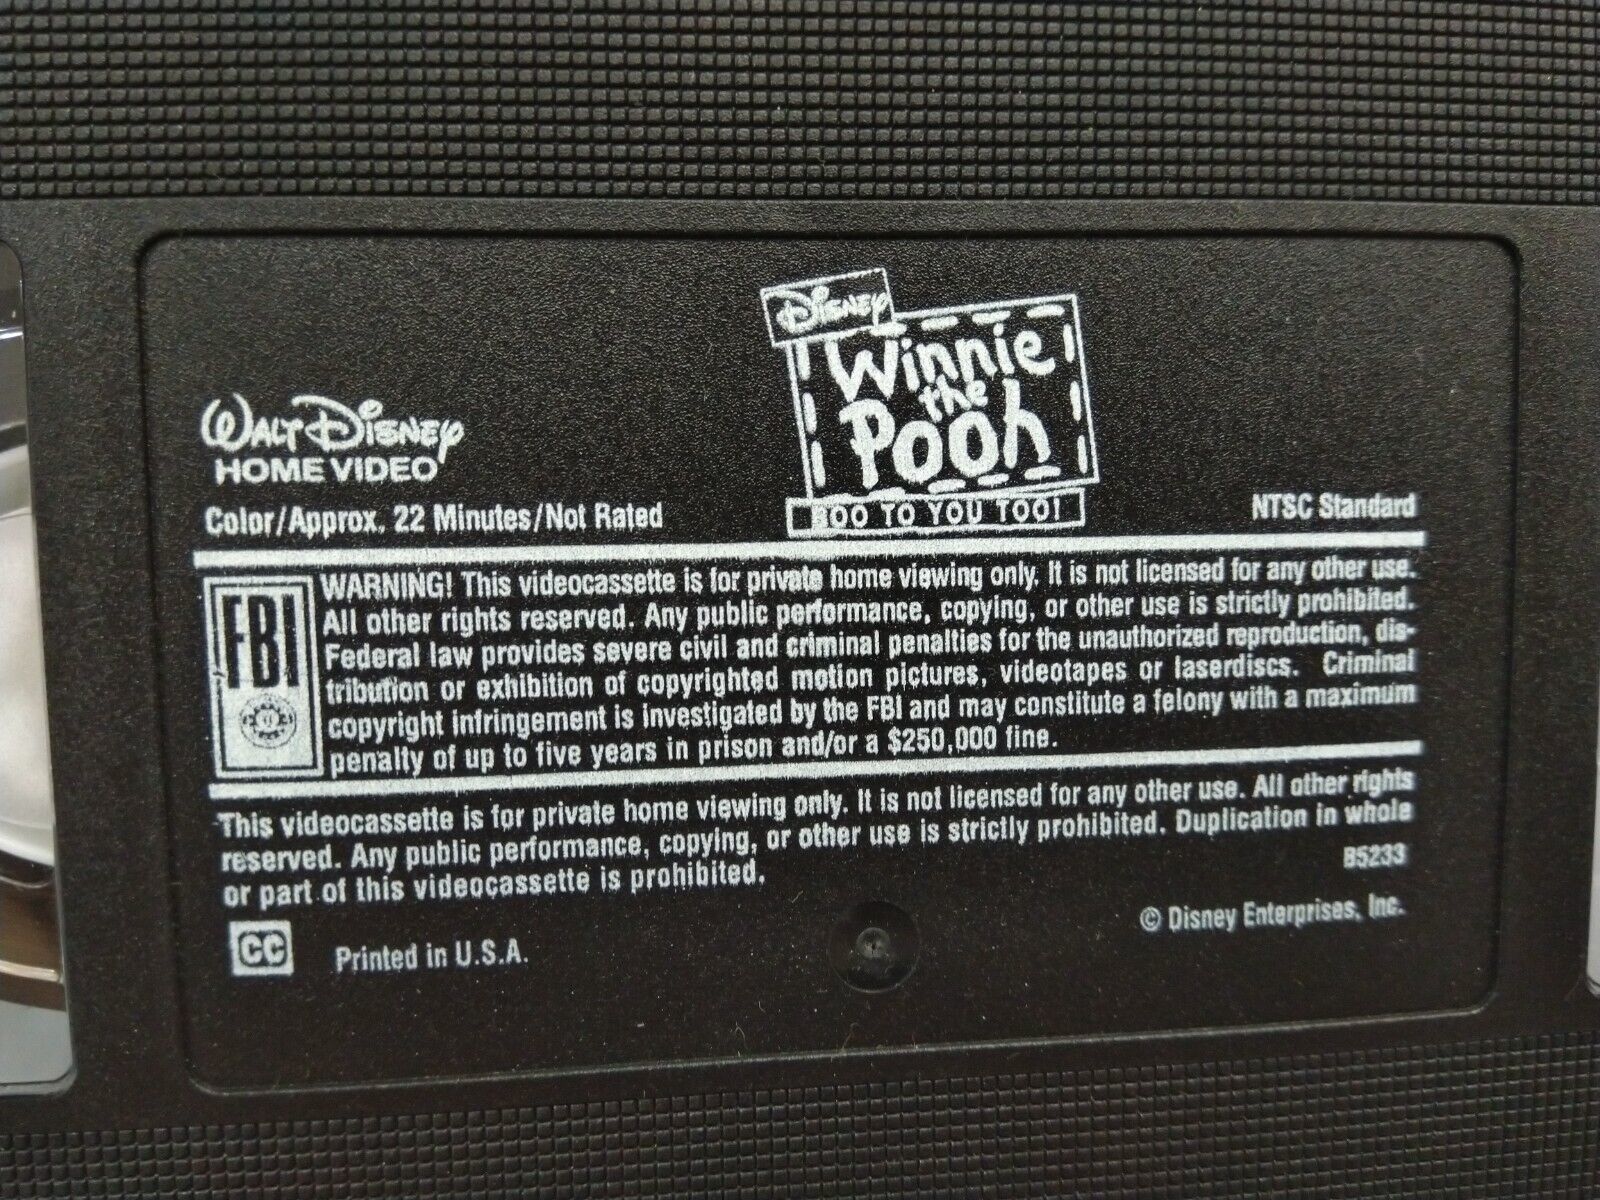 Disney
Winnie
the
Pooh
BOO TO YOU TOO!
Walt Disney
HOME VIDEO
Color/Approx. 22 Minutes/Not Rated
NTSC Standard
FBI
WARNING! This videocassette is for private home viewing only. It is not licensed for any other use.
All other rights reserved. Any public performance, copying, or other use is strictly prohibited.
Federal law provides severe civil and criminal penalties for the unauthorized reproduction, dis-
tribution or exhibition of copyrighted motion pictures, videotapes or laserdiscs. Criminal
copyright infringement is investigated by the FBI and may constitute a felony with a maximum
penalty of up to five years in prison and/or a $250,000 fine.
This videocassette is for private home viewing only. It is not licensed for any other use. All other rights
reserved. Any public performance, copying, or other use is strictly prohibited. Duplication in whole
or part of this videocassette is prohibited.
B5233
CC
Printed in U.S.A.
© Disney Enterprises, Inc.